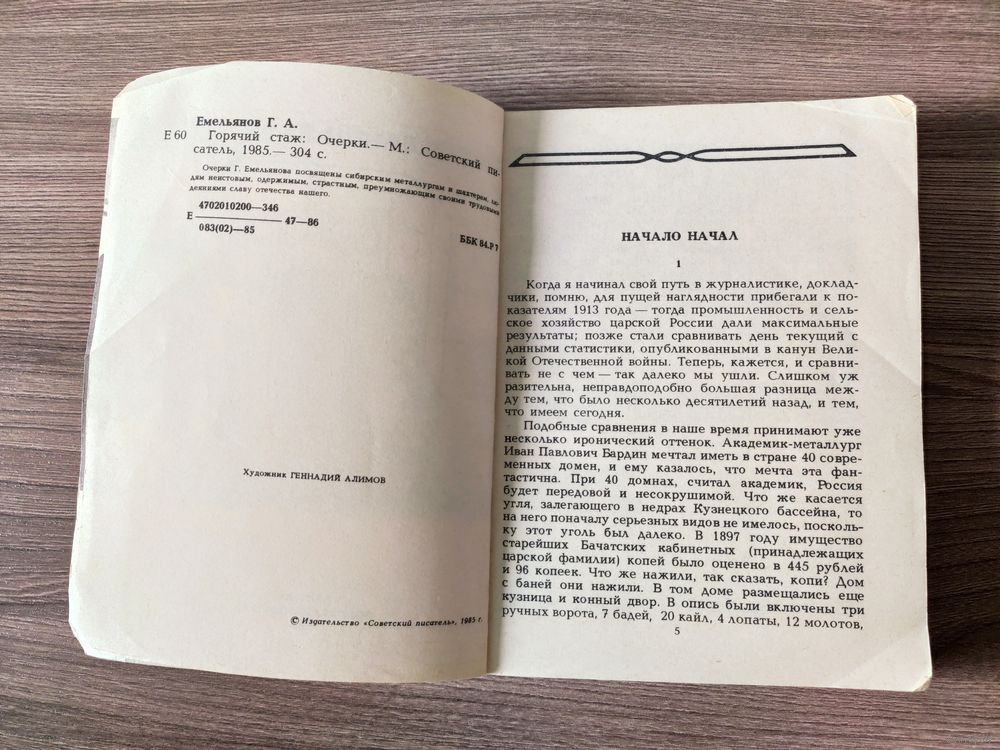 Емельянов Г. А.
Е 60 Горячий стаж: Очерки.— М.: Советский пи-
сатель, 1985.— 304 с.
Очерки Г. Емельянова посвящены сибирским металлургам и шахтерам, лю-
дям неистовым, одержимым, страстным, преумножающим своими трудовыми
деяниями славу отечества нашего.
4702010200—346
Е 47—86
083(02)—85
ББК 84.Р 7
Художник ГЕННАДИЙ АЛИМОВ
© Издательство «Советский писатель», 1985 г.
НАЧАЛО НАЧАЛ
1
Когда я начинал свой путь в журналистике, доклад-
чики, помню, для пущей наглядности прибегали к по-
казателям 1913 года — тогда промышленность и сель-
ское хозяйство царской России дали максимальные
результаты; позже стали сравнивать день текущий с
данными статистики, опубликованными в канун Вели-
кой Отечественной войны. Теперь, кажется, и сравни-
вать не с чем — так далеко мы ушли. Слишком уж
разительна, неправдоподобно большая разница меж-
ду тем, что было несколько десятилетий назад, и тем,
что имеем сегодня.
Подобные сравнения в наше время принимают уже
несколько иронический оттенок. Академик-металлург
Иван Павлович Бардин мечтал иметь в стране 40 совре-
менных домен, и ему казалось, что мечта эта фан-
тастична. При 40 домнах, считал академик, Россия
будет передовой и несокрушимой. Что же касается
угля, залегающего в недрах Кузнецкого бассейна, то
на него поначалу серьезных видов не имелось, посколь-
ку этот уголь был далеко. В 1897 году имущество
старейших Бачатских кабинетных (принадлежащих
царской фамилии) копей было оценено в 445 рублей
и 96 копеек. Что же нажили, так сказать, копи? Дом
с баней они нажили. В том доме размещались еще
кузница и конный двор. В опись были включены три
ручных ворота, 7 бадей, 20 кайл, 4 лопаты, 12 молотов,
5